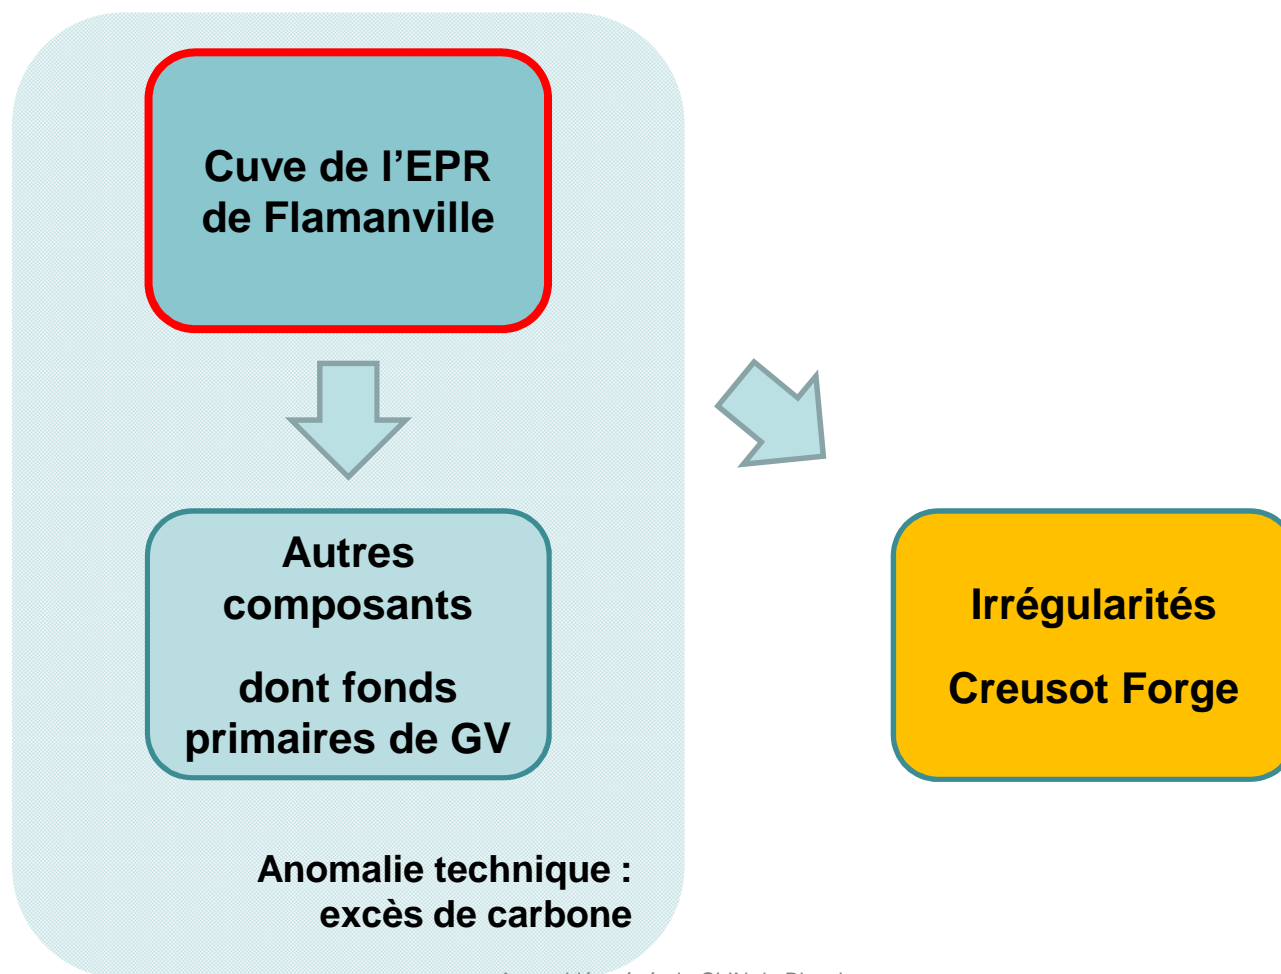 Cuve de l’EPR
de Flamanville
Autres
composants
dont fonds
primaires de GV
Irrégularités
Creusot Forge
Anomalie technique :
excès de carbone